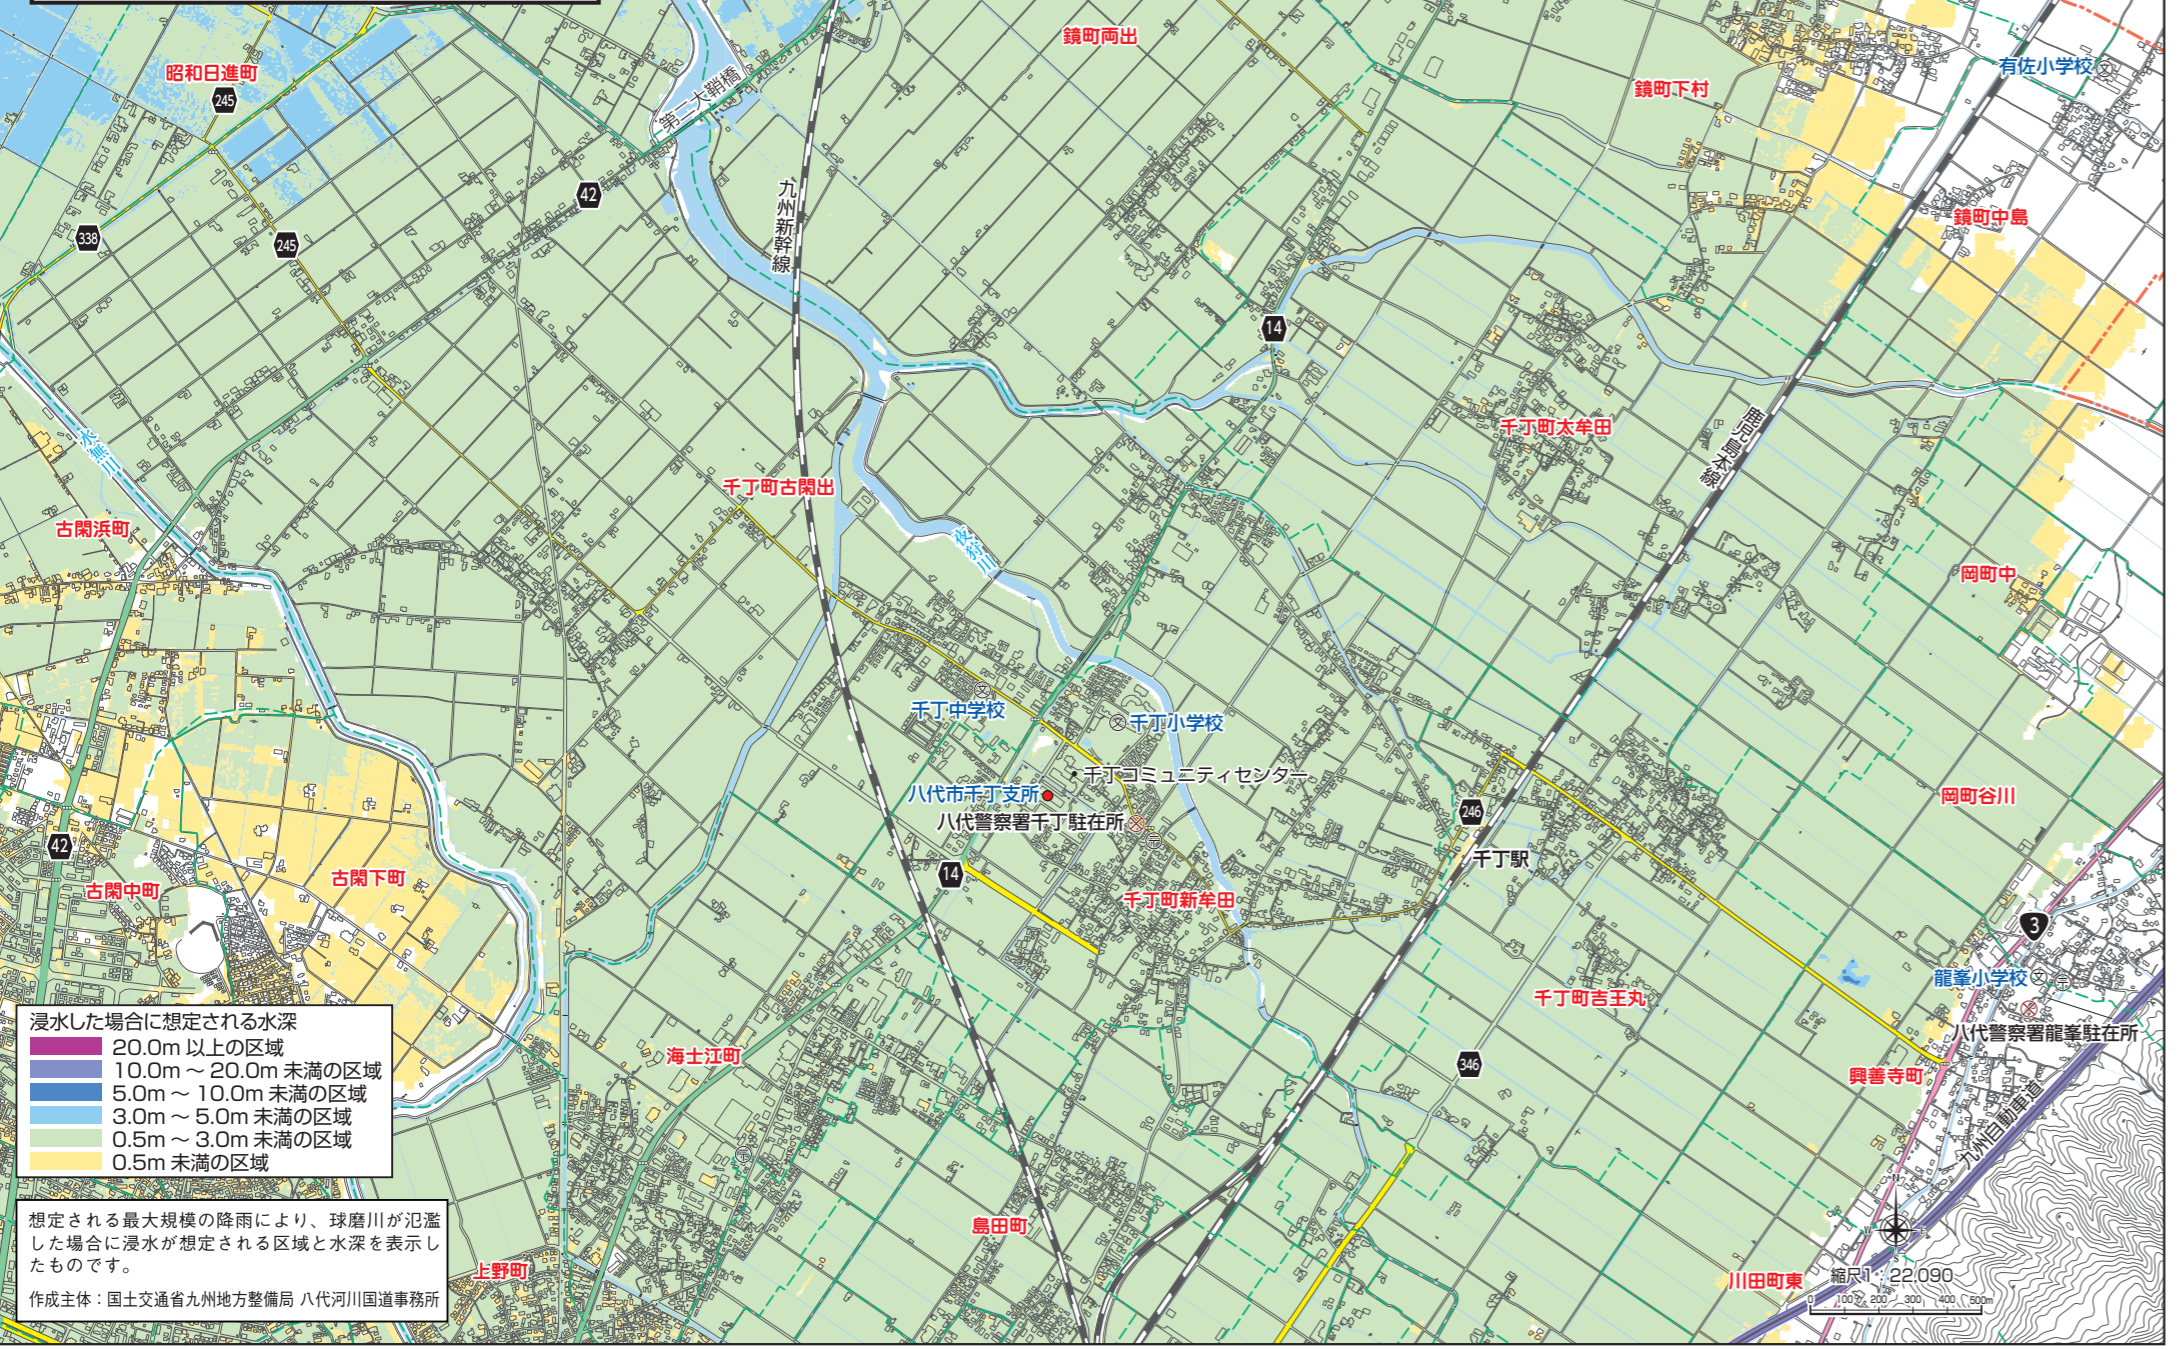 鏡町両出
昭和日進町
245
有佐小学校
鏡町下村
第二大鞘橋
42
九州新幹線
338
245
鏡町中島
14
水無川
千丁町太牟田
鹿児島本線
千丁町古閑出
古閑浜町
夜狩川
岡町中
千丁中学校
文
文
千丁小学校
千丁コミュニティセンター
八代市千丁支所
八代警察署千丁駐在所
岡町谷川
246
42
千丁駅
14
古閑中町
古閑下町
千丁町新牟田
3
龍峯小学校
文
千丁町吉王丸
八代警察署龍峯駐在所
海士江町
346
興善寺町
九州自動車道
浸水した場合に想定される水深
20.0m 以上の区域
10.0m ～ 20.0m 未満の区域
5.0m ～ 10.0m 未満の区域
3.0m ～ 5.0m 未満の区域
0.5m ～ 3.0m 未満の区域
0.5m 未満の区域
想定される最大規模の降雨により、球磨川が氾濫
した場合に浸水が想定される区域と水深を表示し
たものです。
作成主体：国土交通省九州地方整備局 八代河川国道事務所
島田町
上野町
川田町東
縮尺1：22,090
0 100 200 300 400 500m